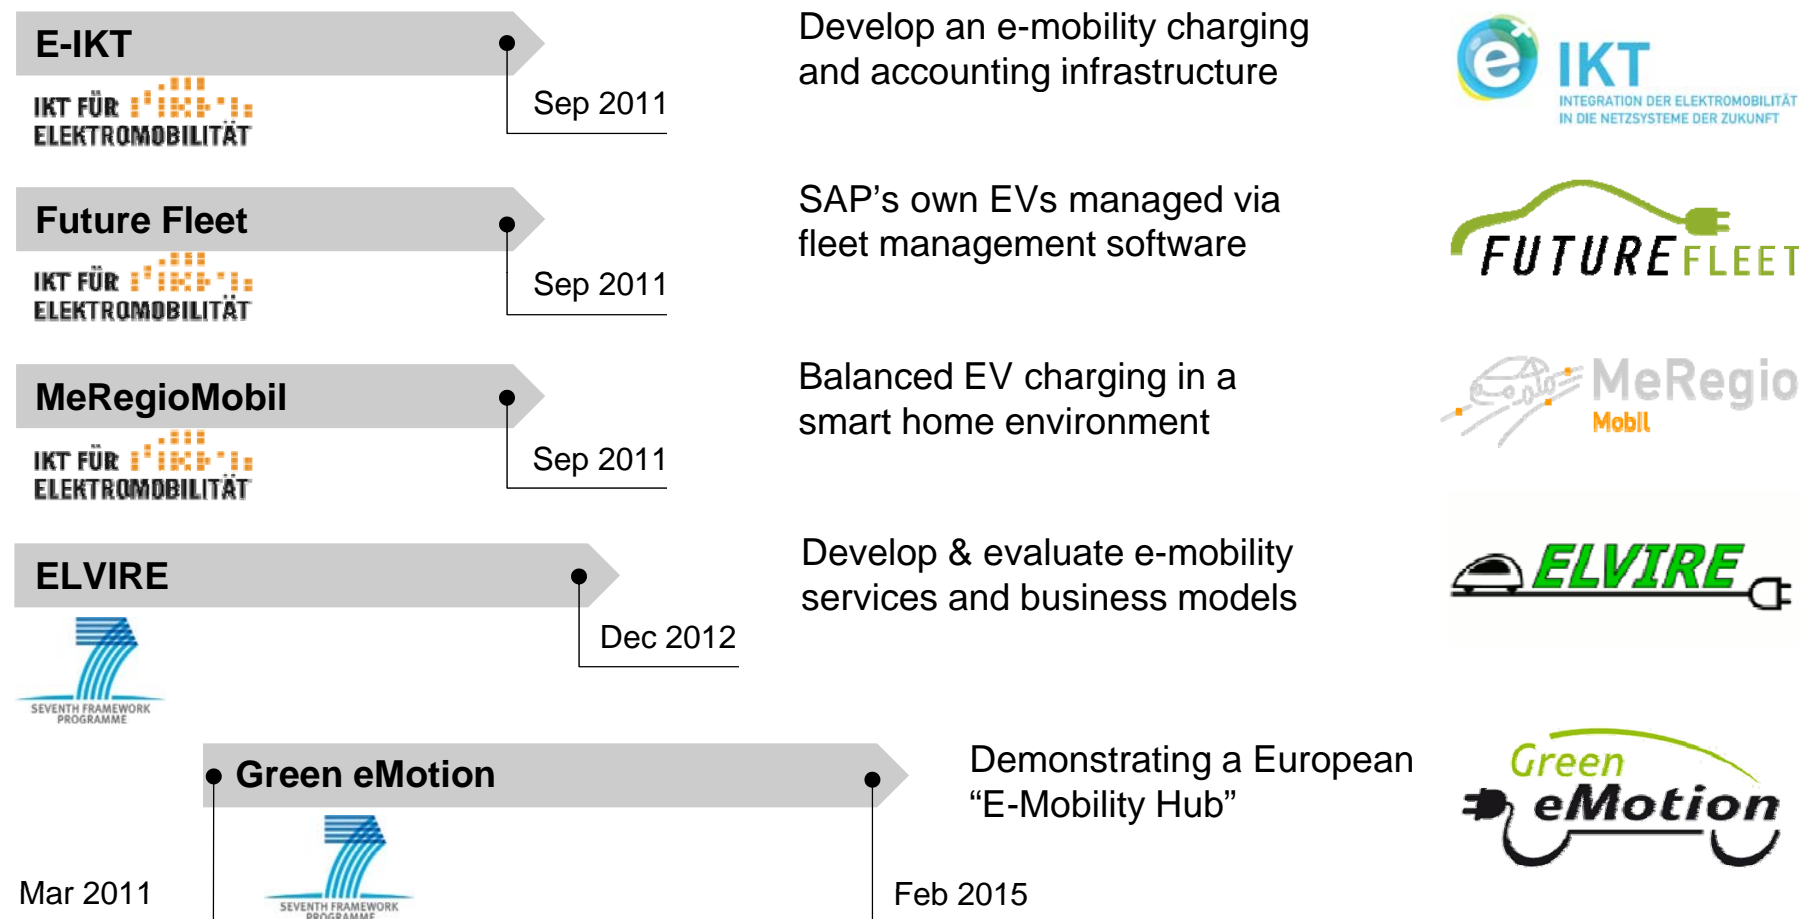 E-IKT
IKT FÜR
ELEKTROMOBILITÄT
Sep 2011
Develop an e-mobility charging
and accounting infrastructure
e
IKT
INTEGRATION DER ELEKTROMOBILITÄT
IN DIE NETZSYSTEME DER ZUKUNFT
Future Fleet
IKT FÜR
ELEKTROMOBILITÄT
Sep 2011
SAP’s own EVs managed via
fleet management software
FUTURE FLEET
MeRegioMobil
IKT FÜR
ELEKTROMOBILITÄT
Sep 2011
Balanced EV charging in a
smart home environment
MeRegio
Mobil
ELVIRE
7
SEVENTH FRAMEWORK
PROGRAMME
Dec 2012
Develop & evaluate e-mobility
services and business models
ELVIRE
Green eMotion
7
SEVENTH FRAMEWORK
PROGRAMME
Mar 2011
Feb 2015
Demonstrating a European
“E-Mobility Hub”
Green
eMotion